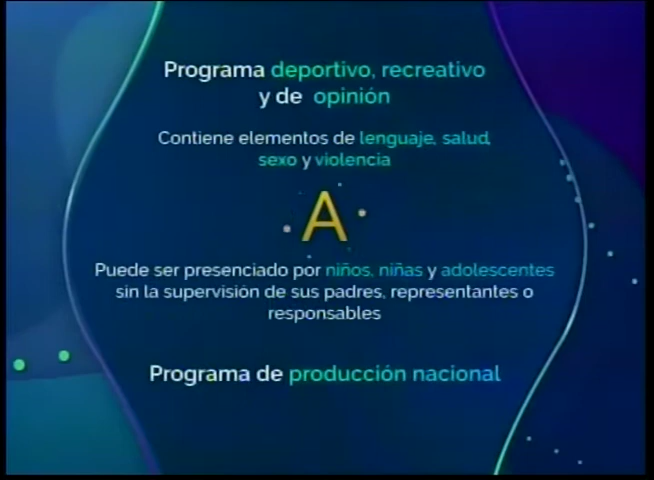 Programa deportivo, recreativo
y de opinión
Contiene elementos de lenguaje, salud,
sexo y violencia
A
Puede ser presenciado por niños, niñas y adolescentes
sin la supervisión de sus padres, representantes o
responsables
Programa de producción nacional